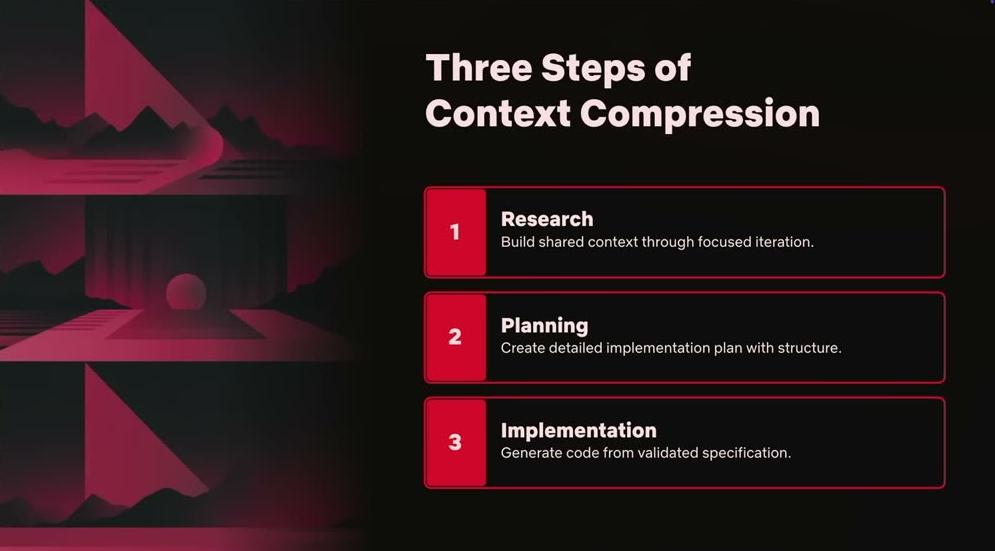 Three Steps of
Context Compression
1
Research
Build shared context through focused iteration.
2
Planning
Create detailed implementation plan with structure.
3
Implementation
Generate code from validated specification.